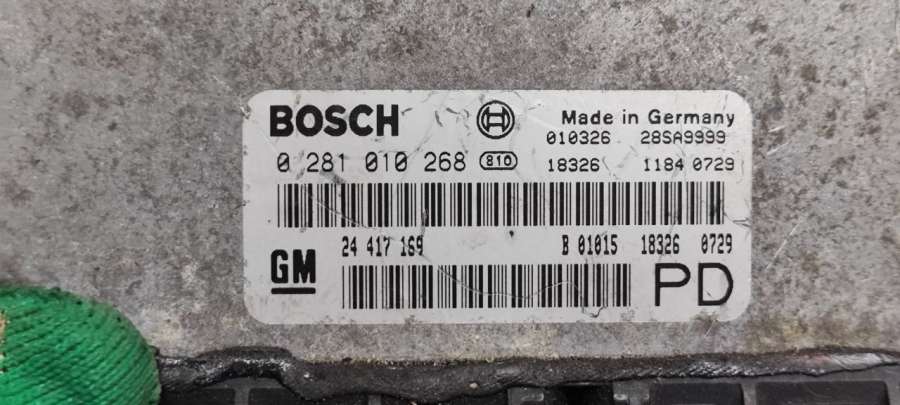 BOSCH Made in Germany
010326 28SA9999
0 281 010 268 810 18326 1184 0729
24 417 169 B 01015 18326 0729
GM PD